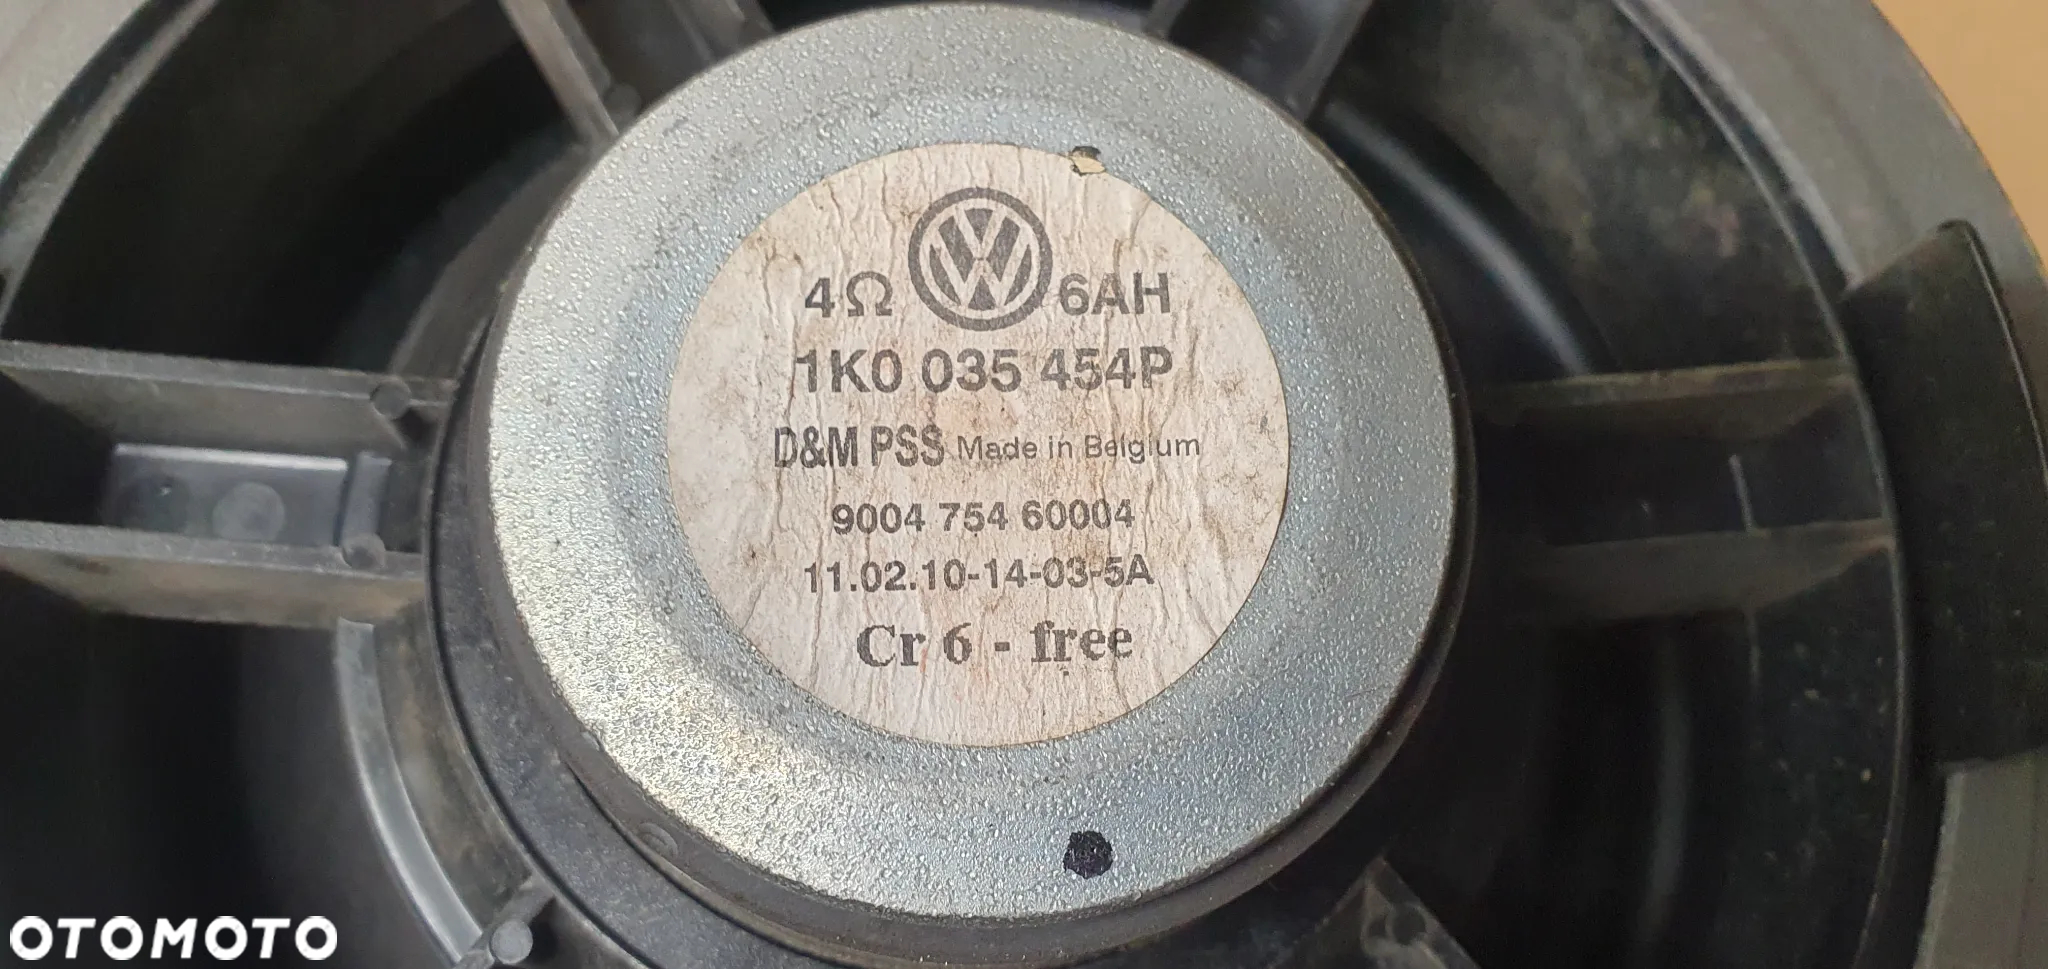 4Ω VW 6AH
1K0 035 454P
D&M PSS Made in Belgium
9004 754 60004
11.02.10-14-03-5A
Cr 6 - free
OTOMOTO